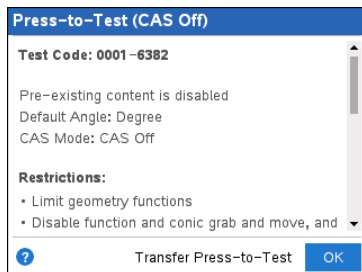 Press-to-Test (CAS Off)
Test Code: 0001-6382
Pre-existing content is disabled
Default Angle: Degree
CAS Mode: CAS Off
Restrictions:
• Limit geometry functions
• Disable function and conic grab and move, and
?
Transfer Press-to-Test
OK